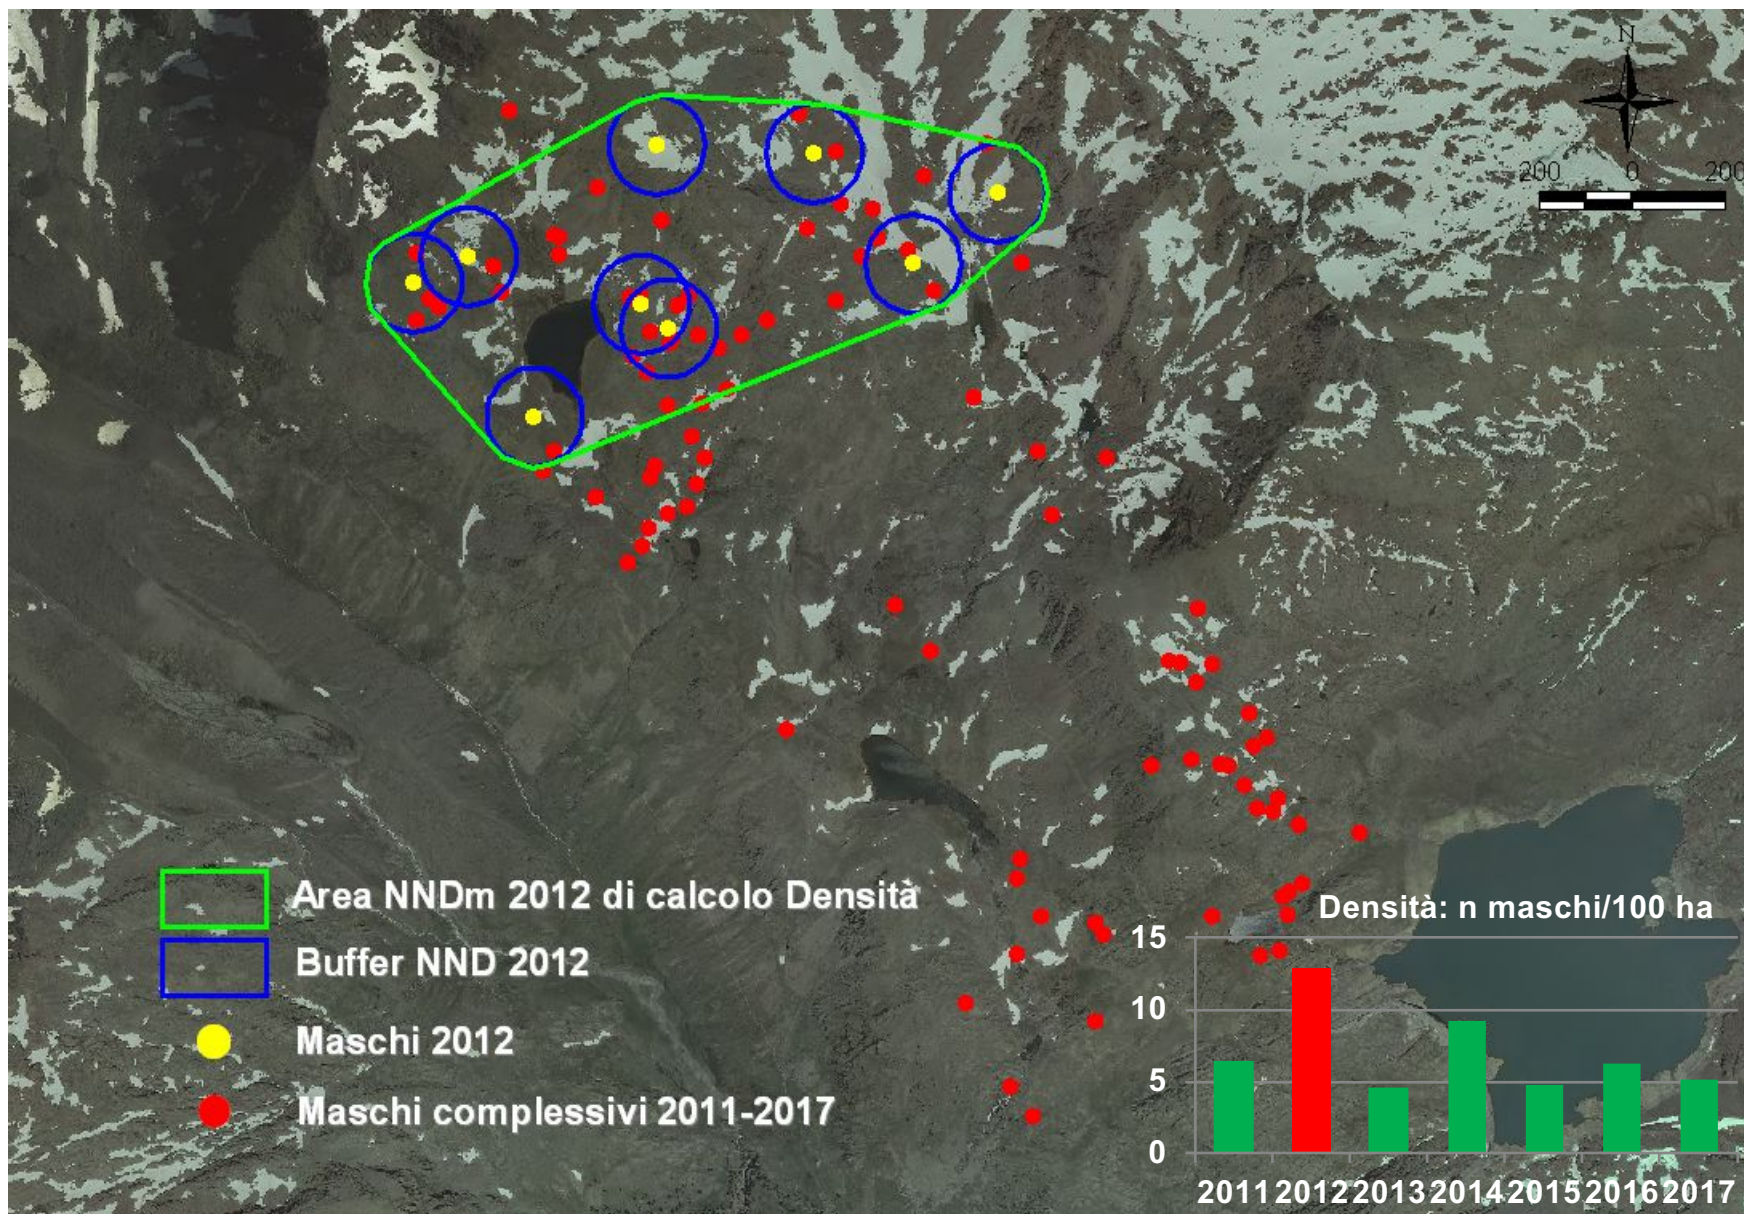 N
200 0 200
Area NNDm 2012 di calcolo Densità
Buffer NND 2012
Maschi 2012
Maschi complessivi 2011-2017
Densità: n maschi/100 ha
15
10
5
0
2011 2012 2013 2014 2015 2016 2017